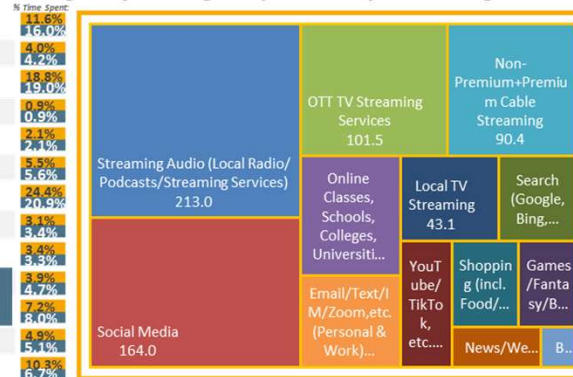 % Time Spent:
11.6%
16.0%
4.0%
4.2%
18.8%
19.0%
0.9%
0.9%
2.1%
2.1%
5.5%
5.6%
24.4%
20.9%
3.1%
3.4%
3.4%
3.3%
3.9%
4.7%
7.2%
8.0%
4.9%
5.1%
10.3%
6.7%
Streaming Audio (Local Radio/
Podcasts/Streaming Services)
213.0
Social Media
164.0
OTT TV Streaming
Services
101.5
Non-
Premium+Premiu
m Cable
Streaming
90.4
Online
Classes,
Schools,
Colleges,
Universiti...
Local TV
Streaming
43.1
Search
(Google,
Bing,...
Email/Text/I
M/Zoom,etc.
(Personal &
Work)...
YouT
ube/
TikTo
k,
etc....
Shoppin
g (incl.
Food/...
Games
/Fanta
sy/B...
News/We...
B...